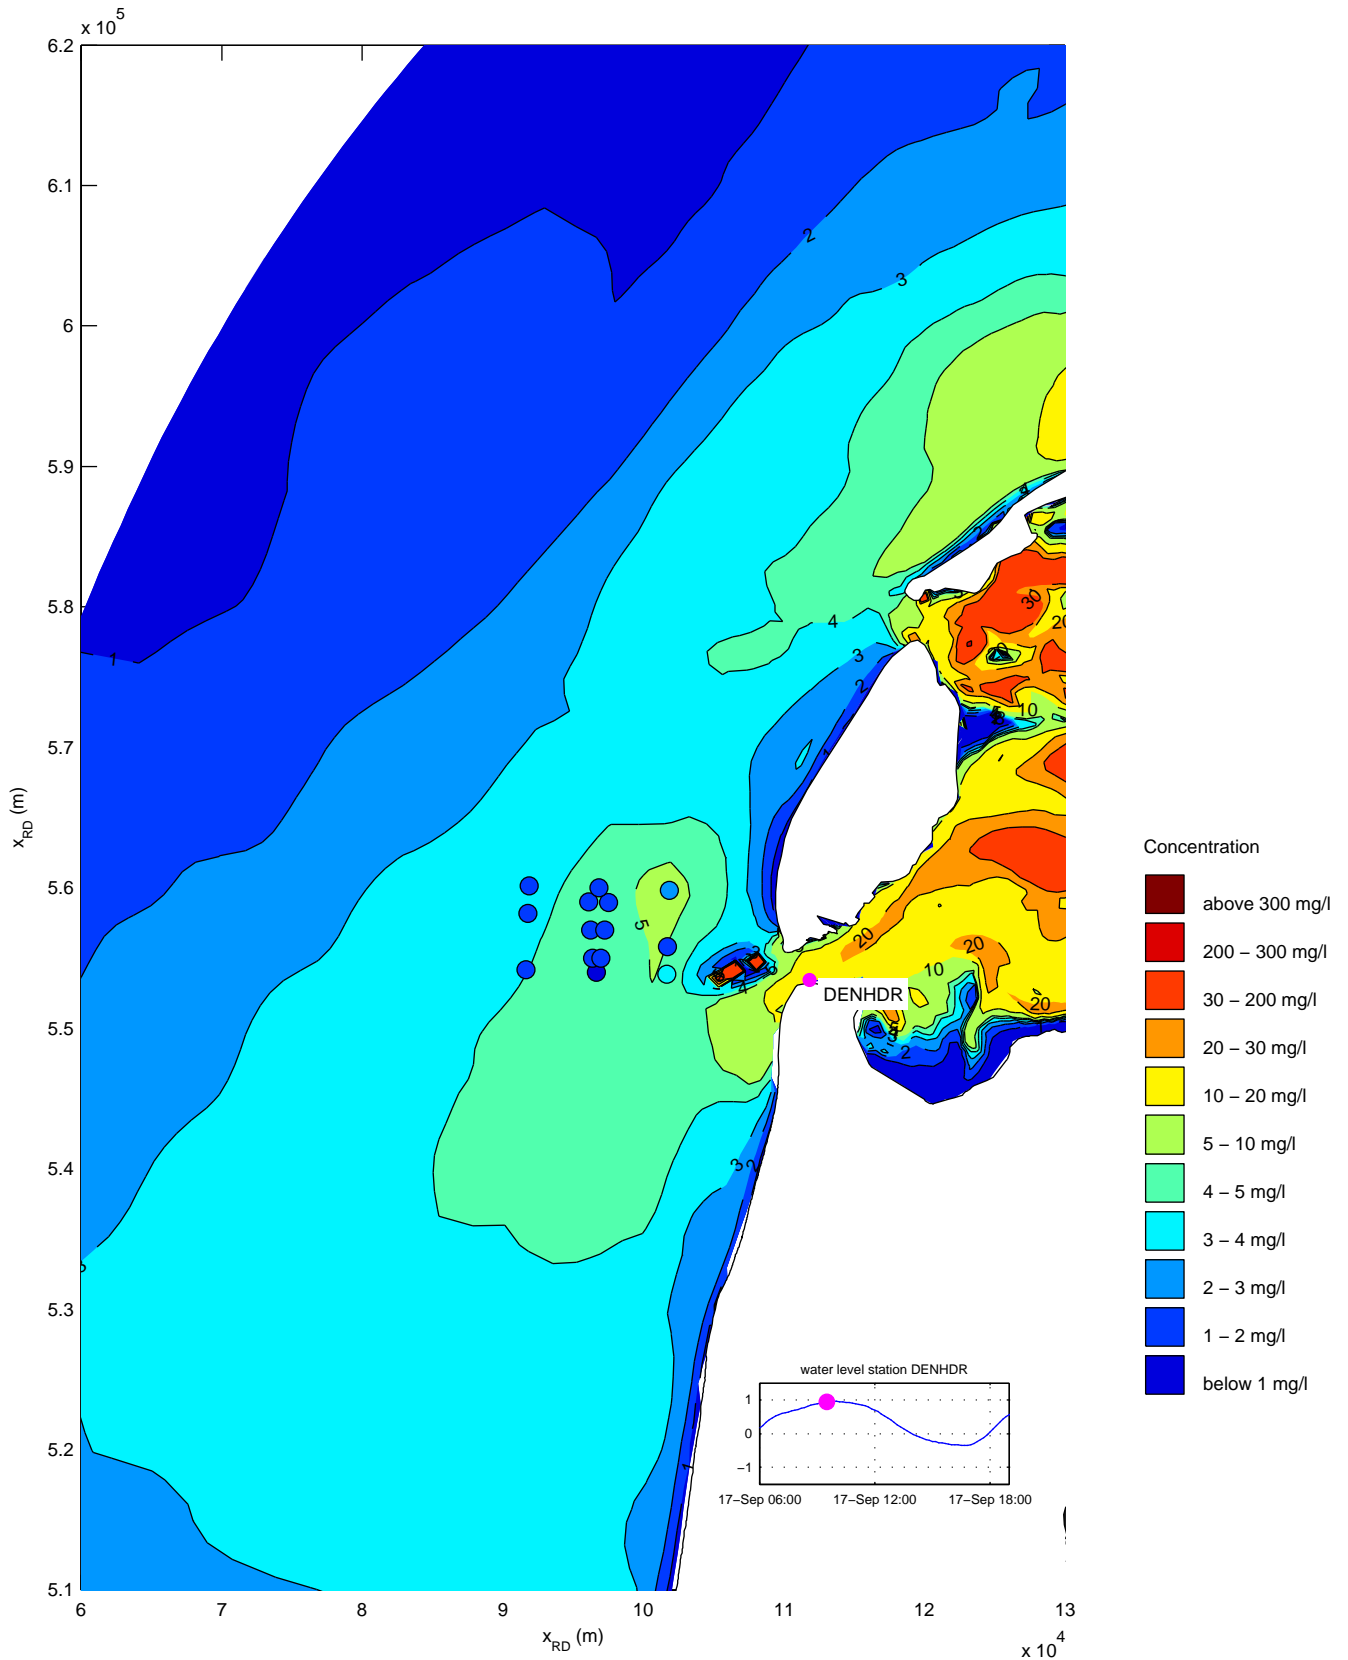 x 10^5
6.2
6.1
6
5.9
5.8
5.7
5.6
5.5
5.4
5.3
5.2
5.1
x_RD (m)
6
7
8
9
10
11
12
13
x_RD (m)
x 10^4
2
3
4
3
2
1
1
5
4
3
2
3
1
30
20
10
20
20
10
20
2
DENHDR
water level station DENHDR
1
0
−1
17−Sep 06:00
17−Sep 12:00
17−Sep 18:00
Concentration
above 300 mg/l
200 − 300 mg/l
30 − 200 mg/l
20 − 30 mg/l
10 − 20 mg/l
5 − 10 mg/l
4 − 5 mg/l
3 − 4 mg/l
2 − 3 mg/l
1 − 2 mg/l
below 1 mg/l